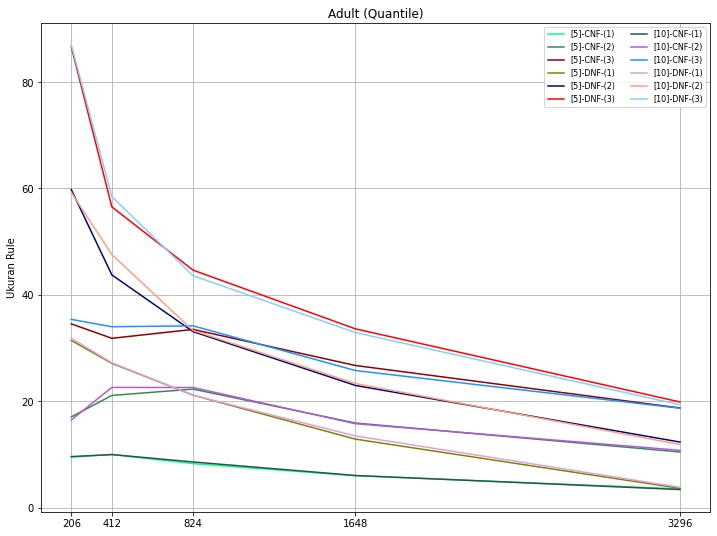 Adult (Quantile)
[5]-CNF-(1) [10]-CNF-(1)
[5]-CNF-(2) [10]-CNF-(2)
[5]-CNF-(3) [10]-CNF-(3)
[5]-DNF-(1) [10]-DNF-(1)
[5]-DNF-(2) [10]-DNF-(2)
[5]-DNF-(3) [10]-DNF-(3)
Ukuran Rule
80
60
40
20
0
206 412 824 1648 3296